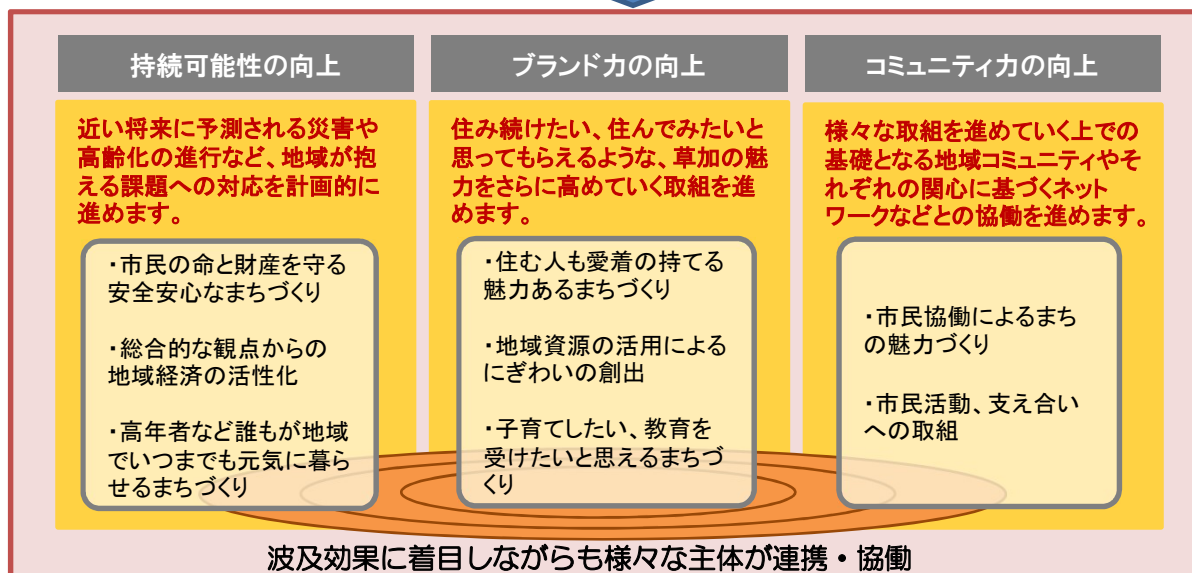 持続可能性の向上
近い将来に予測される災害や
高齢化の進行など、地域が抱
える課題への対応を計画的に
進めます。
・市民の命と財産を守る
安全安心なまちづくり
・総合的な観点からの
地域経済の活性化
・高年者など誰もが地域
でいつまでも元気に暮ら
せるまちづくり
ブランド力の向上
住み続けたい、住んでみたいと
思ってもらえるような、草加の魅
力をさらに高めていく取組を進
めます。
・住む人も愛着の持てる
魅力あるまちづくり
・地域資源の活用による
にぎわいの創出
・子育てしたい、教育を
受けたいと思えるまちづ
くり
コミュニティ力の向上
様々な取組を進めていく上での
基礎となる地域コミュニティやそ
れぞれの関心に基づくネット
ワークなどとの協働を進めます。
・市民協働によるまち
の魅力づくり
・市民活動、支え合い
への取組
波及効果に着目しながらも様々な主体が連携・協働